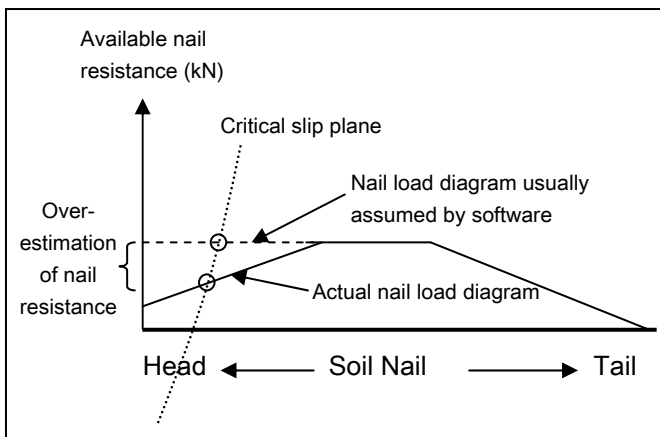 Available nail
resistance (kN)
Critical slip plane
Nail load diagram usually
assumed by software
Over-
estimation
of nail
resistance
Actual nail load diagram
Head
Soil Nail
Tail